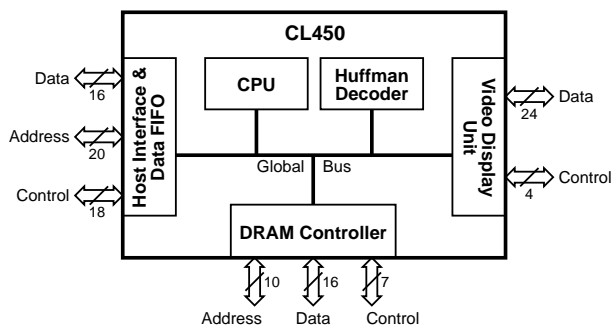 CL450
Host Interface &
Data FIFO
CPU
Huffman
Decoder
Video Display
Unit
Data
16
Address
20
Control
18
Data
24
Control
4
Global Bus
DRAM Controller
10
16
7
Address
Data
Control